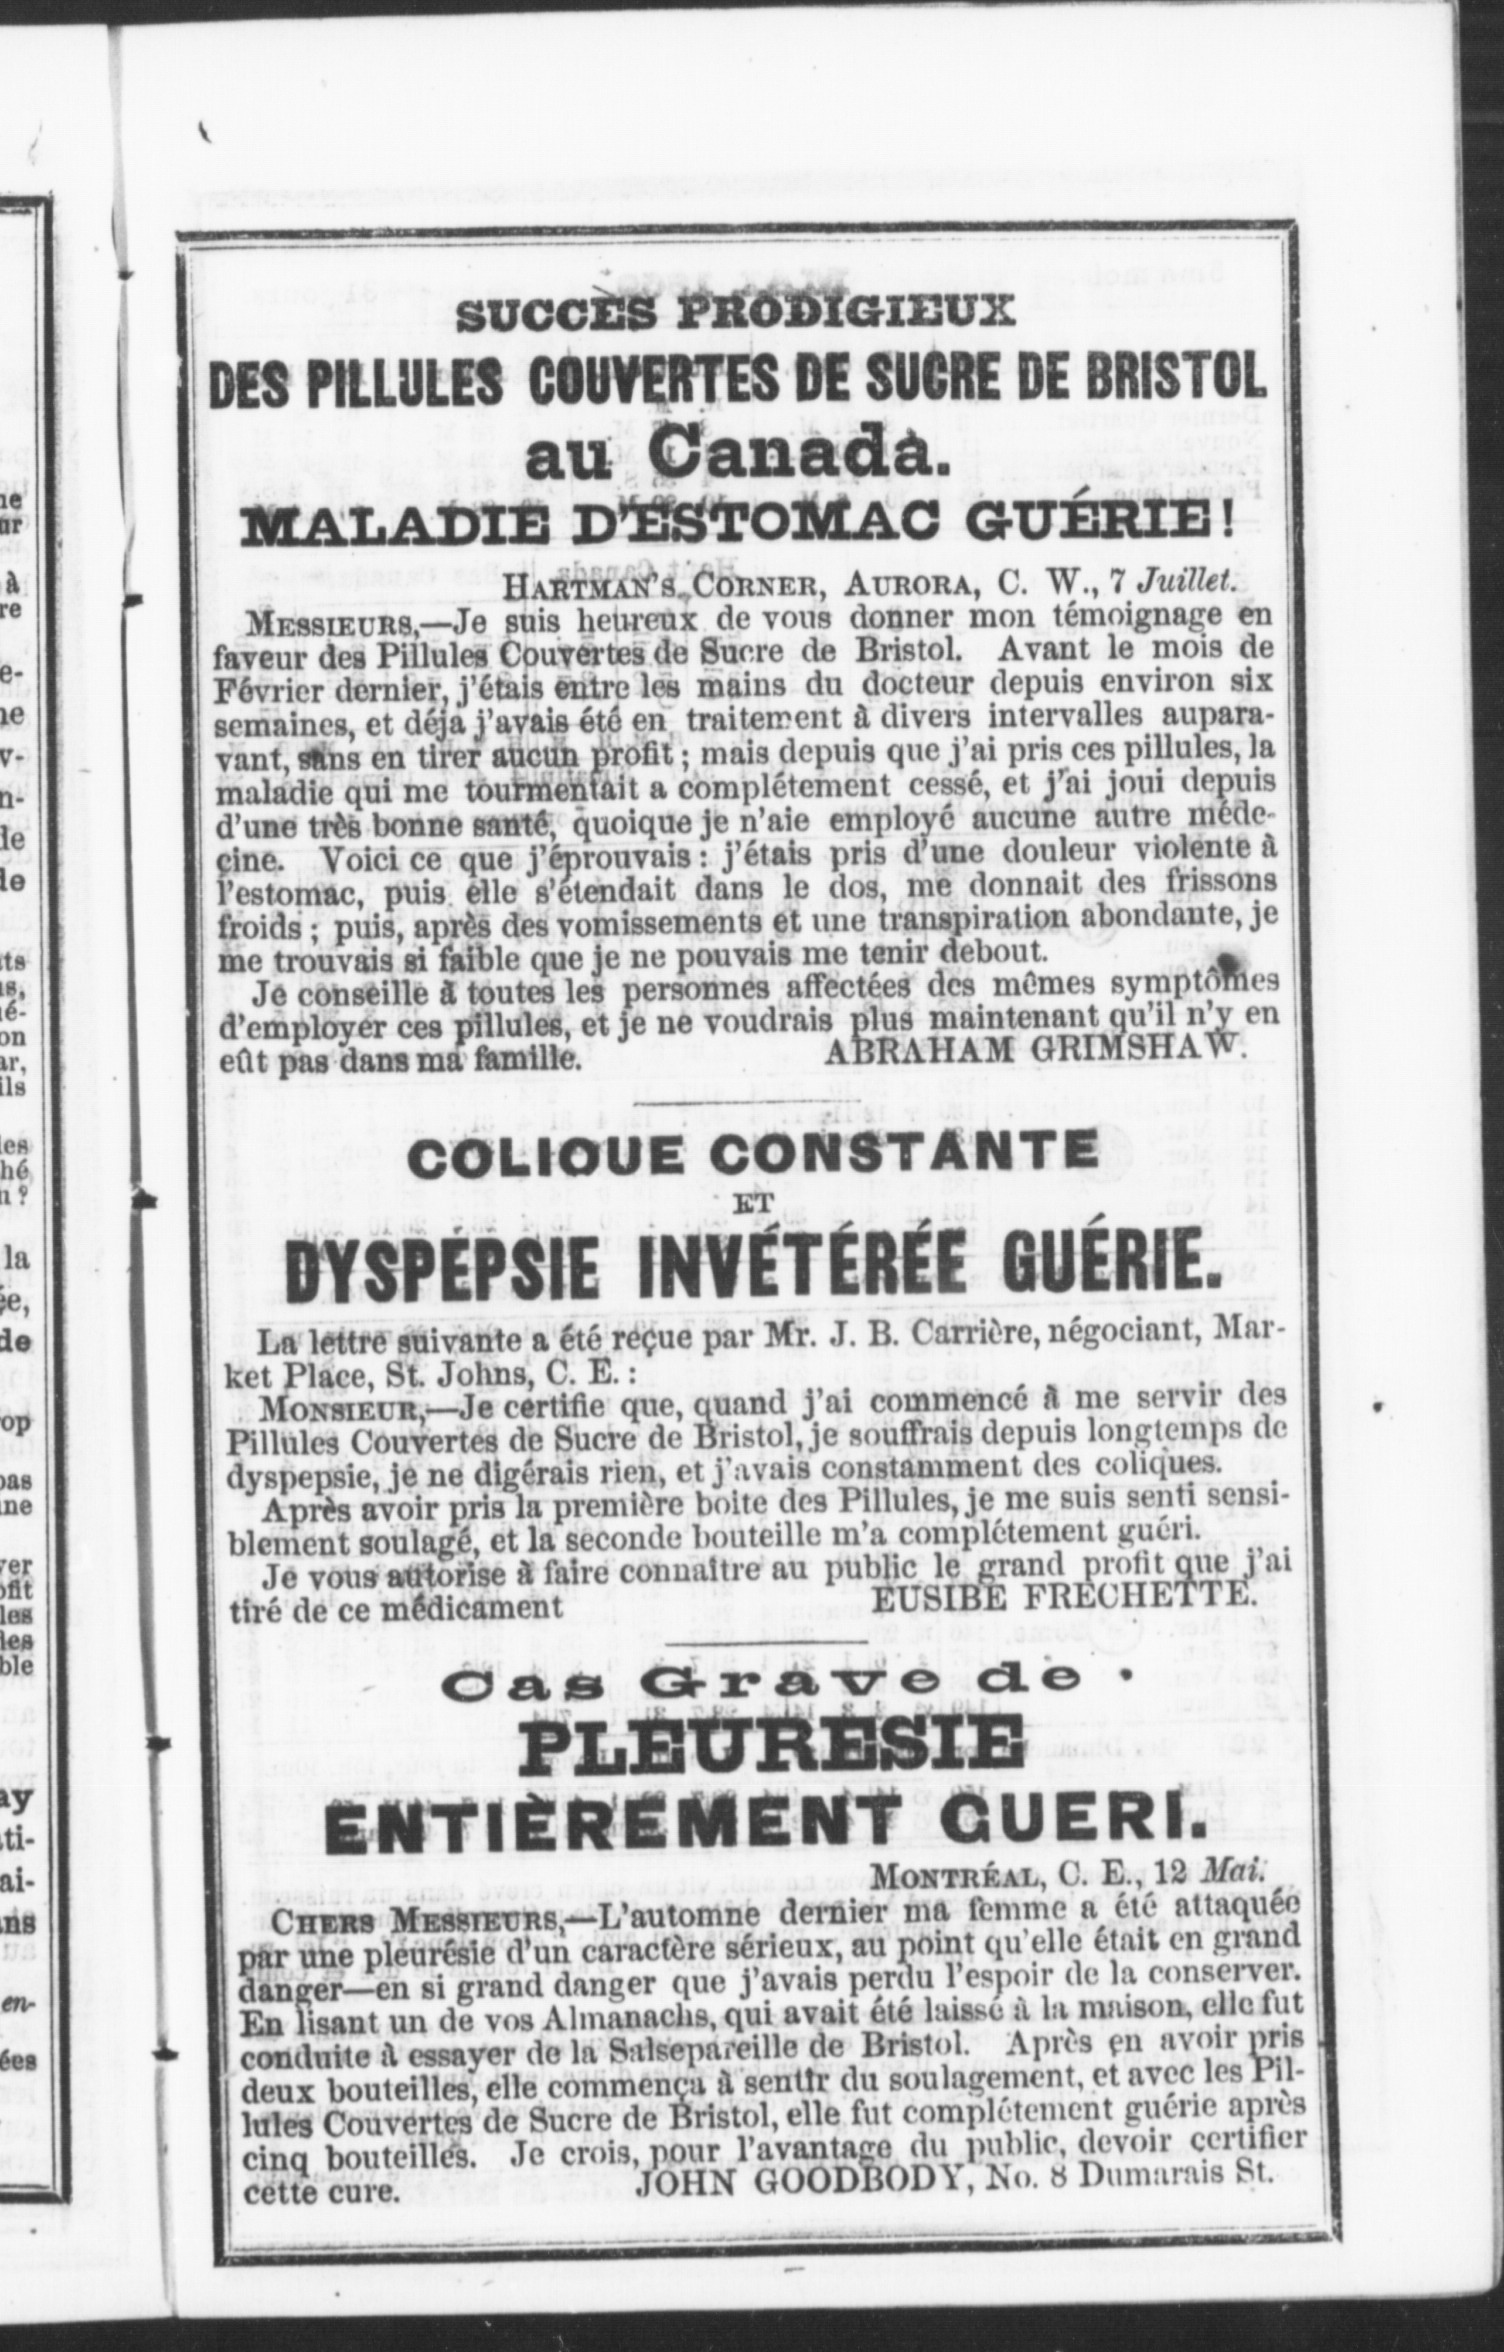 SUCCÈS PRODIGIEUX
DES PILLULES COUVERTES DE SUCRE DE BRISTOL
au Canada.
MALADIE D'ESTOMAC GUÉRIE!
HARTMAN'S CORNER, AURORA, C. W., 7 Juillet.
MESSIEURS,—Je suis heureux de vous donner mon témoignage en
faveur des Pillules Couvertes de Sucre de Bristol. Avant le mois de
Février dernier, j'étais entre les mains du docteur depuis environ six
semaines, et déja j'avais été en traitement à divers intervalles aupara-
vant, sans en tirer aucun profit; mais depuis que j'ai pris ces pillules, la
maladie qui me tourmentait a complétement cessé, et j'ai joui depuis
d'une très bonne santé, quoique je n'aie employé aucune autre méde-
cine. Voici ce que j'éprouvais: j'étais pris d'une douleur violente à
l'estomac, puis elle s'étendait dans le dos, me donnait des frissons
froids; puis, après des vomissements et une transpiration abondante, je
me trouvais si faible que je ne pouvais me tenir debout.
Je conseille à toutes les personnes affectées des mêmes symptômes
d'employer ces pillules, et je ne voudrais plus maintenant qu'il n'y en
eût pas dans ma famille. ABRAHAM GRIMSHAW.
COLIQUE CONSTANTE
ET
DYSPÉPSIE INVÉTÉRÉE GUÉRIE.
La lettre suivante a été reçue par Mr. J. B. Carrière, négociant, Mar-
ket Place, St. Johns, C. E.:
MONSIEUR,—Je certifie que, quand j'ai commencé à me servir des
Pillules Couvertes de Sucre de Bristol, je souffrais depuis longtemps de
dyspepsie, je ne digérais rien, et j'avais constamment des coliques.
Après avoir pris la première boite des Pillules, je me suis senti sensi-
blement soulagé, et la seconde bouteille m'a complétement guéri.
Je vous autorise à faire connaître au public le grand profit que j'ai
tiré de ce médicament EUSIBE FRECHETTE.
Cas Grave de
PLEURESIE
ENTIÈREMENT GUERI.
MONTRÉAL, C. E., 12 Mai.
CHERS MESSIEURS,—L'automne dernier ma femme a été attaquée
par une pleurésie d'un caractère sérieux, au point qu'elle était en grand
danger—en si grand danger que j'avais perdu l'espoir de la conserver.
En lisant un de vos Almanachs, qui avait été laissé à la maison, elle fut
conduite à essayer de la Salsepareille de Bristol. Après en avoir pris
deux bouteilles, elle commença à sentir du soulagement, et avec les Pil-
lules Couvertes de Sucre de Bristol, elle fut complétement guérie après
cinq bouteilles. Je crois, pour l'avantage du public, devoir certifier
cette cure. JOHN GOODBODY, No. 8 Dumarais St.